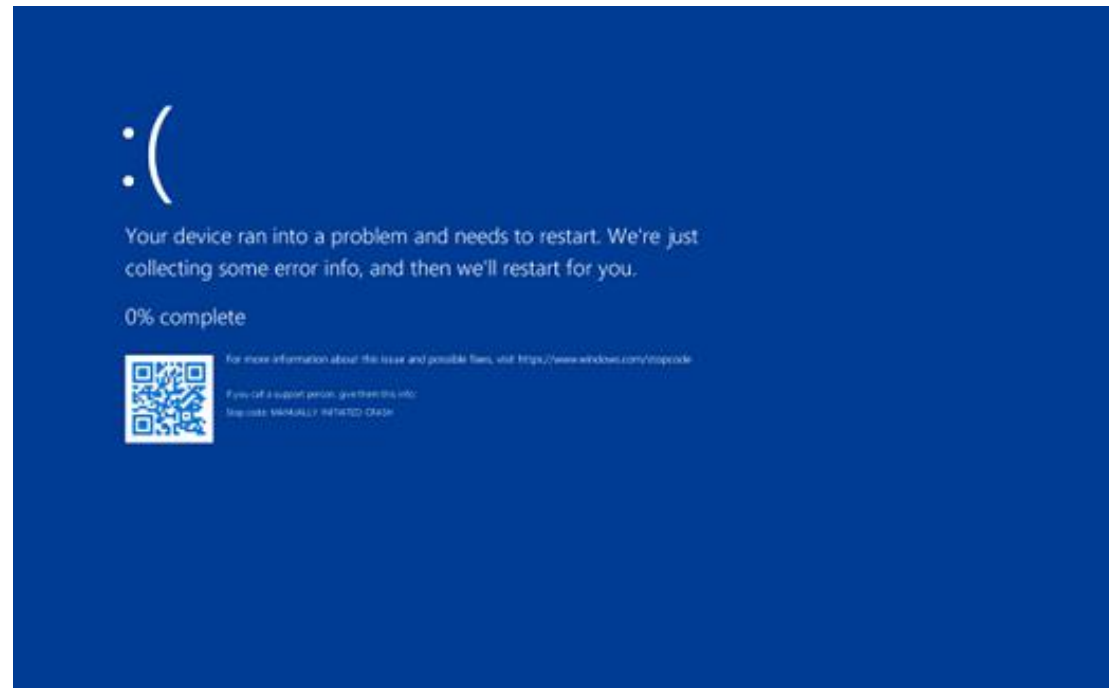 :(
Your device ran into a problem and needs to restart. We're just
collecting some error info, and then we'll restart for you.
0% complete
For more information about this issue and possible fixes, visit https://www.windows.com/stopcode
If you call a support person, give them this info:
Stop code: MANUALLY INITIATED CRASH